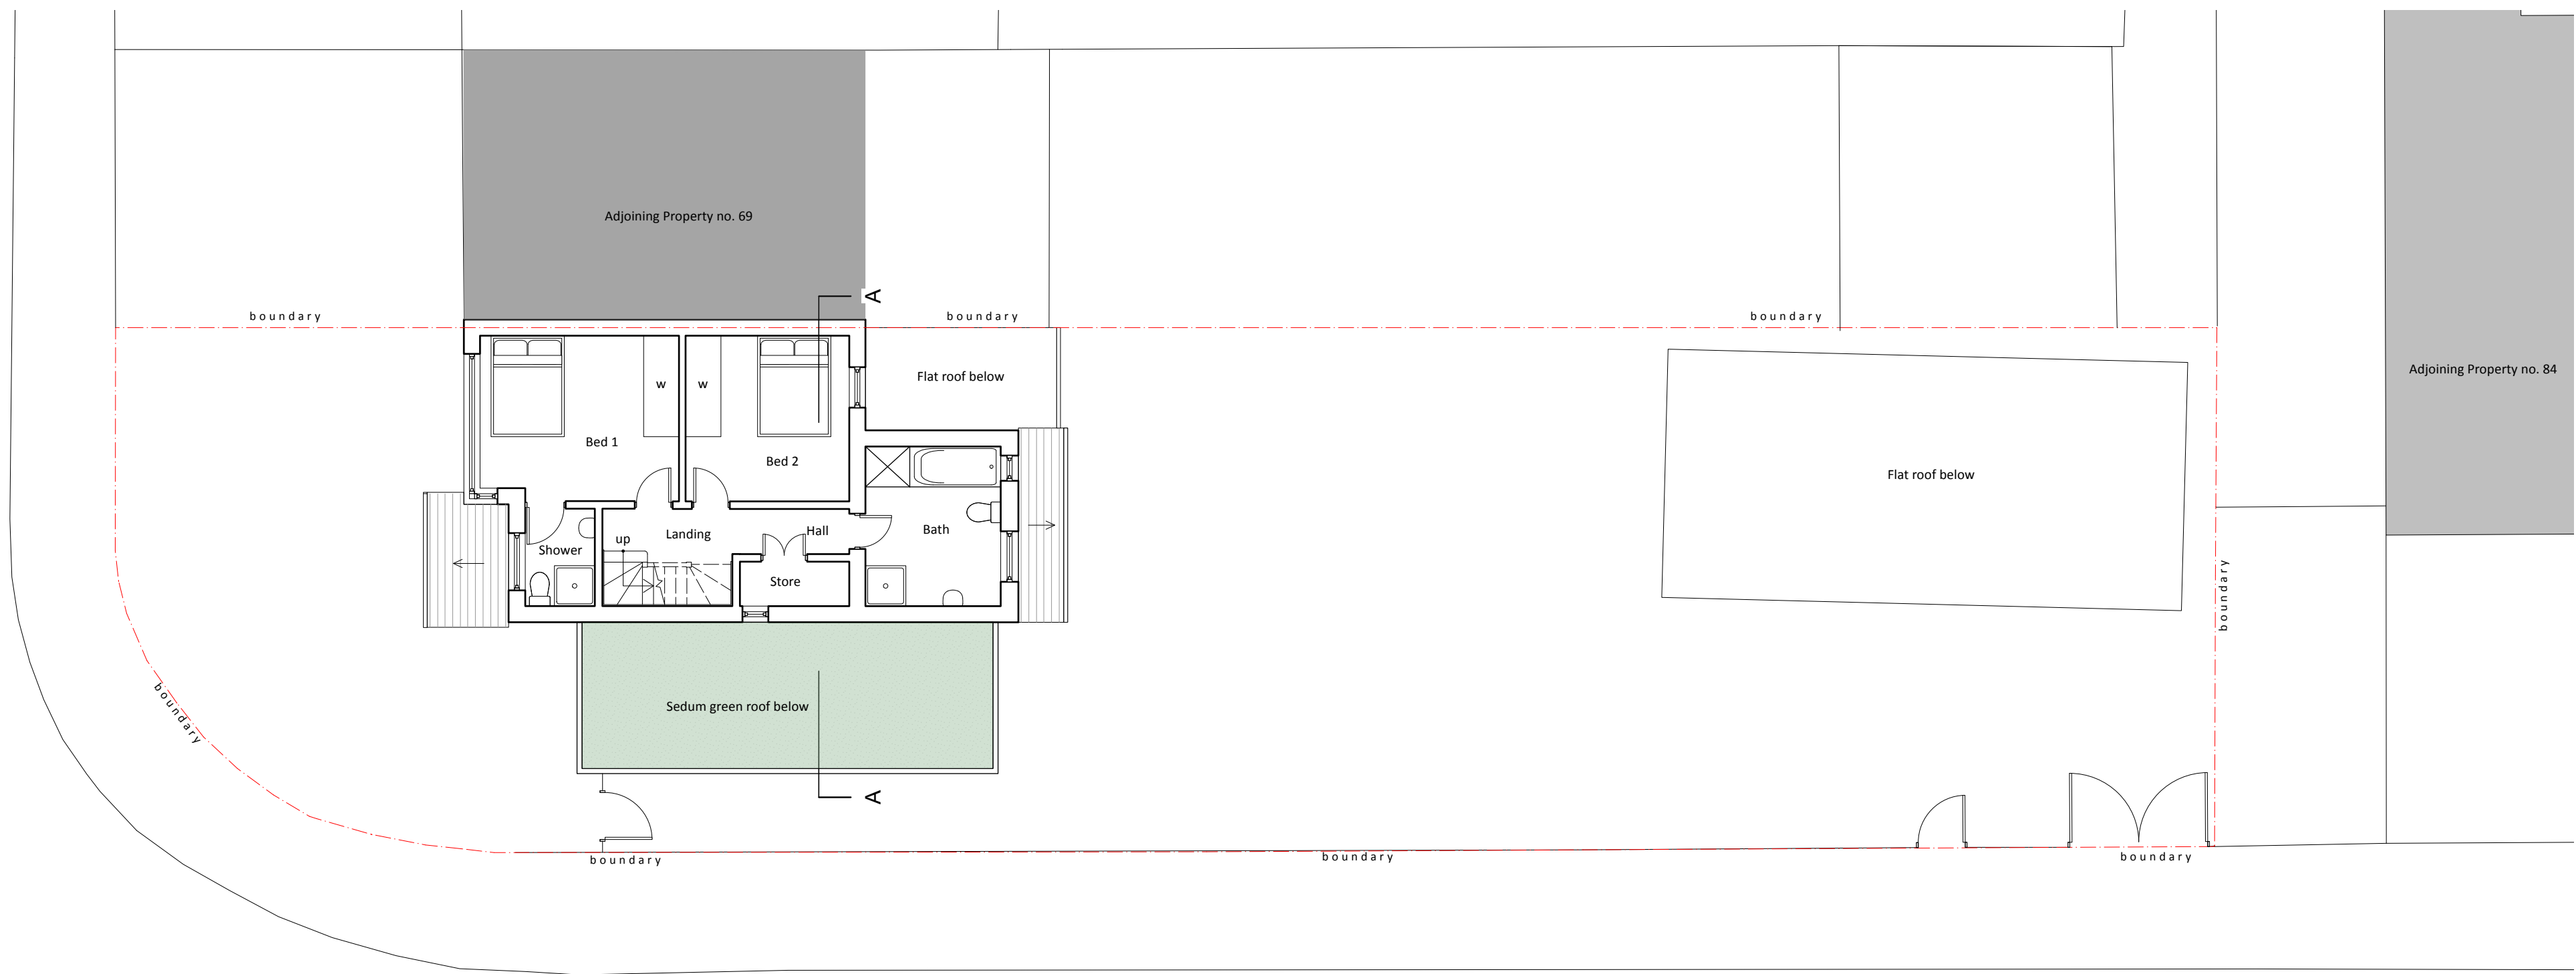 Adjoining Property no. 69
A
boundary
boundary
boundary
Adjoining Property no. 84
Flat roof below
w
w
Bed 1
Bed 2
Flat roof below
up
Landing
Hall
Bath
Shower
Store
boundary
boundary
Sedum green roof below
A
boundary
boundary
boundary